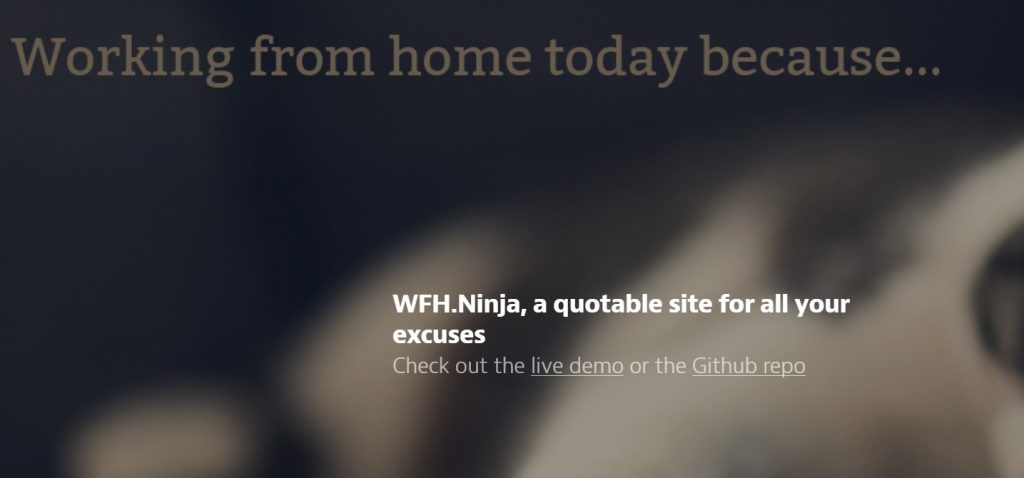 Working from home today because...
WFH.Ninja, a quotable site for all your
excuses
Check out the live demo or the Github repo